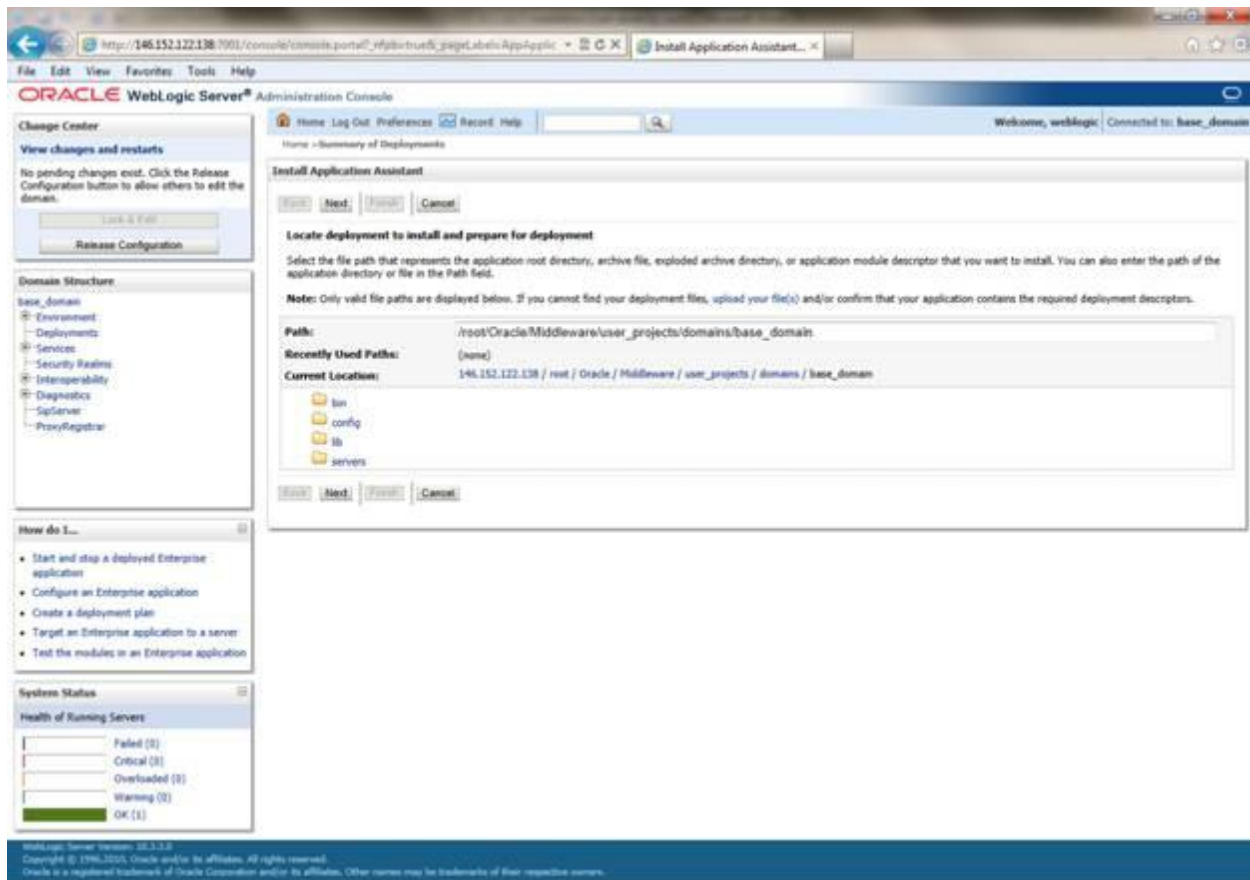 http://146.152.122.138:7001/console/console.portal?_nfpb=true&_pageLabel=AppApplic
Install Application Assistant...
File Edit View Favorites Tools Help
ORACLE WebLogic Server® Administration Console
Change Center
View changes and restarts
No pending changes exist. Click the Release
Configuration button to allow others to edit the
domain.
Lock & Edit
Release Configuration
Domain Structure
base_domain
Environment
Deployments
Services
Security Realms
Interoperability
Diagnostics
SipServer
ProxyRegistrar
How do I...
Start and stop a deployed Enterprise
application
Configure an Enterprise application
Create a deployment plan
Target an Enterprise application to a server
Test the modules in an Enterprise application
System Status
Health of Running Servers
Failed (0)
Critical (0)
Overloaded (0)
Warning (0)
OK (1)
Home Log Out Preferences Record Help
Welcome, weblogic Connected to: base_domain
Home >Summary of Deployments
Install Application Assistant
Back Next Finish Cancel
Locate deployment to install and prepare for deployment
Select the file path that represents the application root directory, archive file, exploded archive directory, or application module descriptor that you want to install. You can also enter the path of the
application directory or file in the Path field.
Note: Only valid file paths are displayed below. If you cannot find your deployment files, upload your file(s) and/or confirm that your application contains the required deployment descriptors.
Path: /root/Oracle/Middleware/user_projects/domains/base_domain
Recently Used Paths: (none)
Current Location: 146.152.122.138 / root / Oracle / Middleware / user_projects / domains / base_domain
bin
config
lib
servers
Back Next Finish Cancel
WebLogic Server Version: 10.3.3.0
Copyright © 1996,2010, Oracle and/or its affiliates. All rights reserved.
Oracle is a registered trademark of Oracle Corporation and/or its affiliates. Other names may be trademarks of their respective owners.